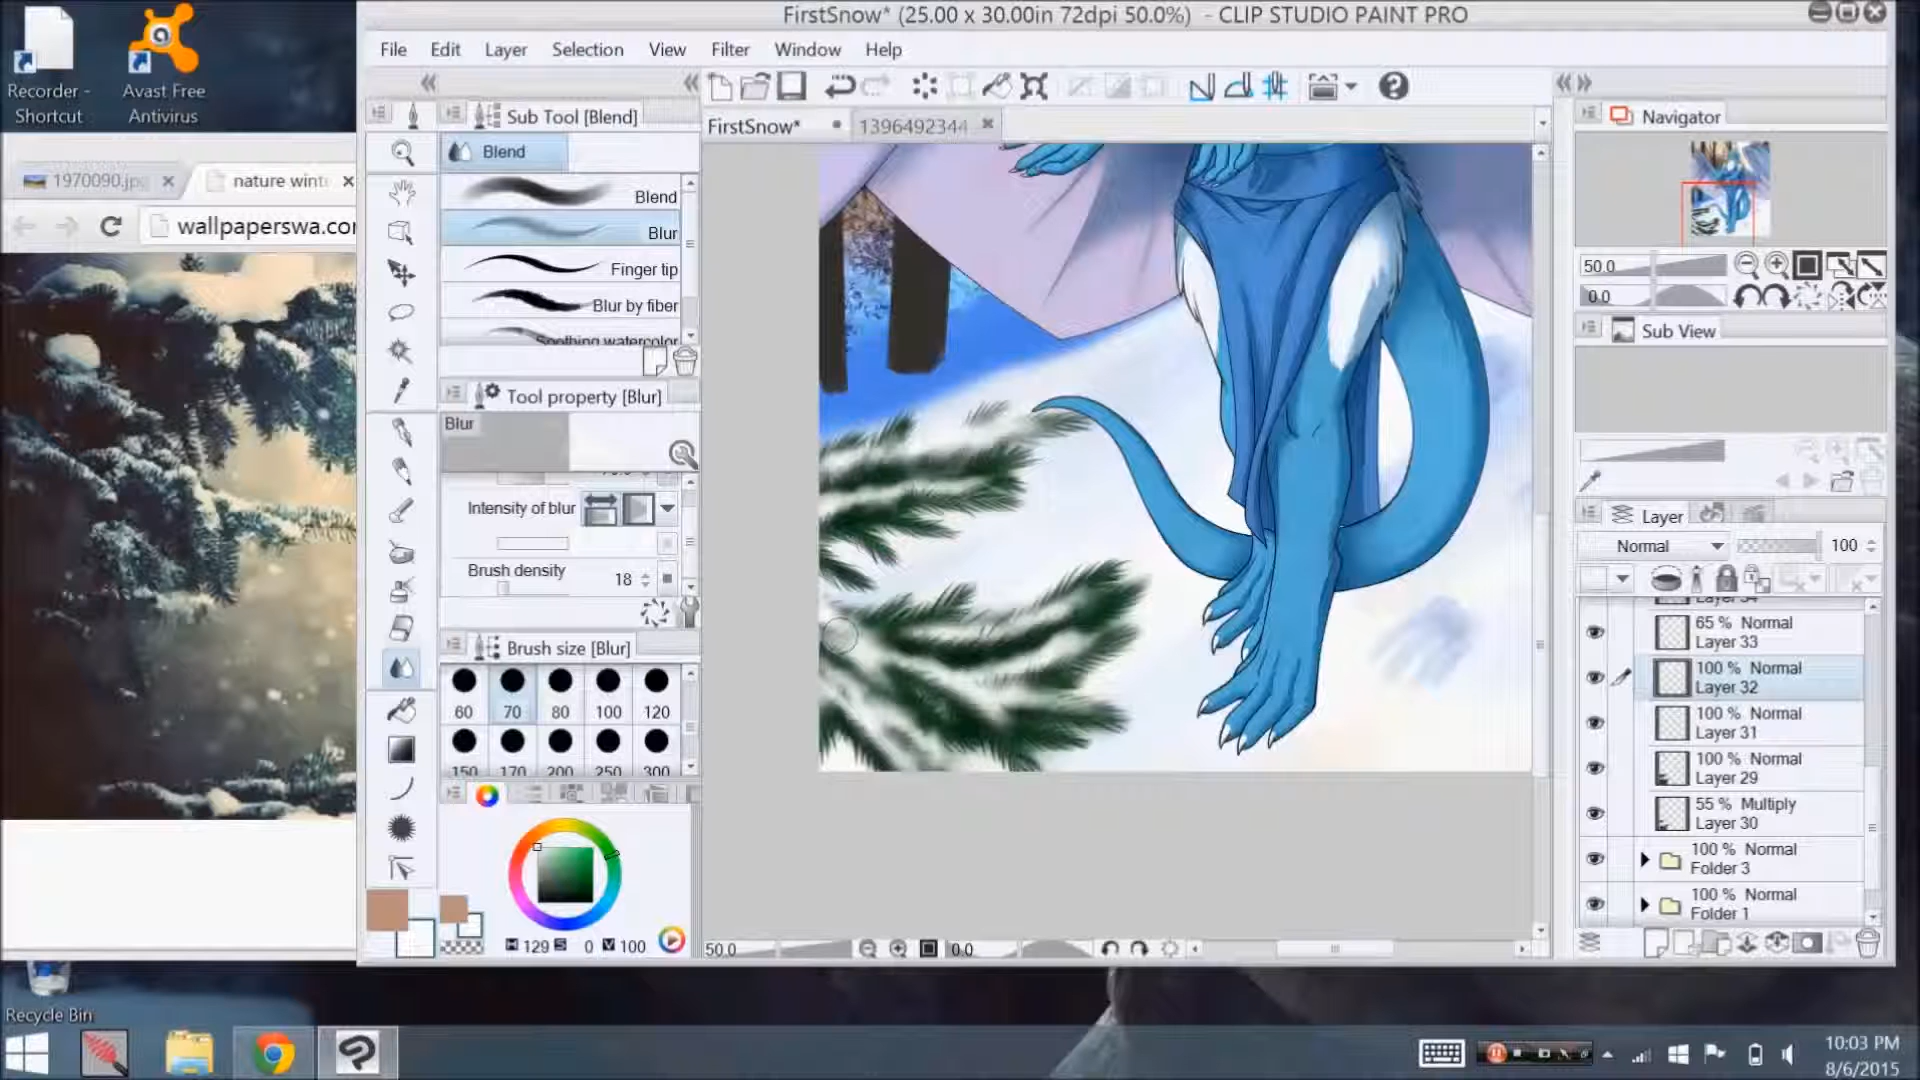 FirstSnow* (25.00 x 30.00in 72dpi 50.0%) - CLIP STUDIO PAINT PRO
File Edit Layer Selection View Filter Window Help
Recorder -
Shortcut
Avast Free
Antivirus
1970090.jpg
nature wint
wallpaperswa.co
Sub Tool [Blend]
Blend
Blend
Blur
Finger tip
Blur by fiber
Soothing watercolor
Tool property [Blur]
Blur
Intensity of blur
Brush density 18
Brush size [Blur]
60 70 80 100 120
150 170 200 250 300
H 129 S 0 V 100
FirstSnow*
1396492344
50.0
0.0
Navigator
50.0
0.0
Sub View
Layer
Normal 100
Layer 34
65 % Normal
Layer 33
100 % Normal
Layer 32
100 % Normal
Layer 31
100 % Normal
Layer 29
55 % Multiply
Layer 30
100 % Normal
Folder 3
100 % Normal
Folder 1
Recycle Bin
10:03 PM
8/6/2015